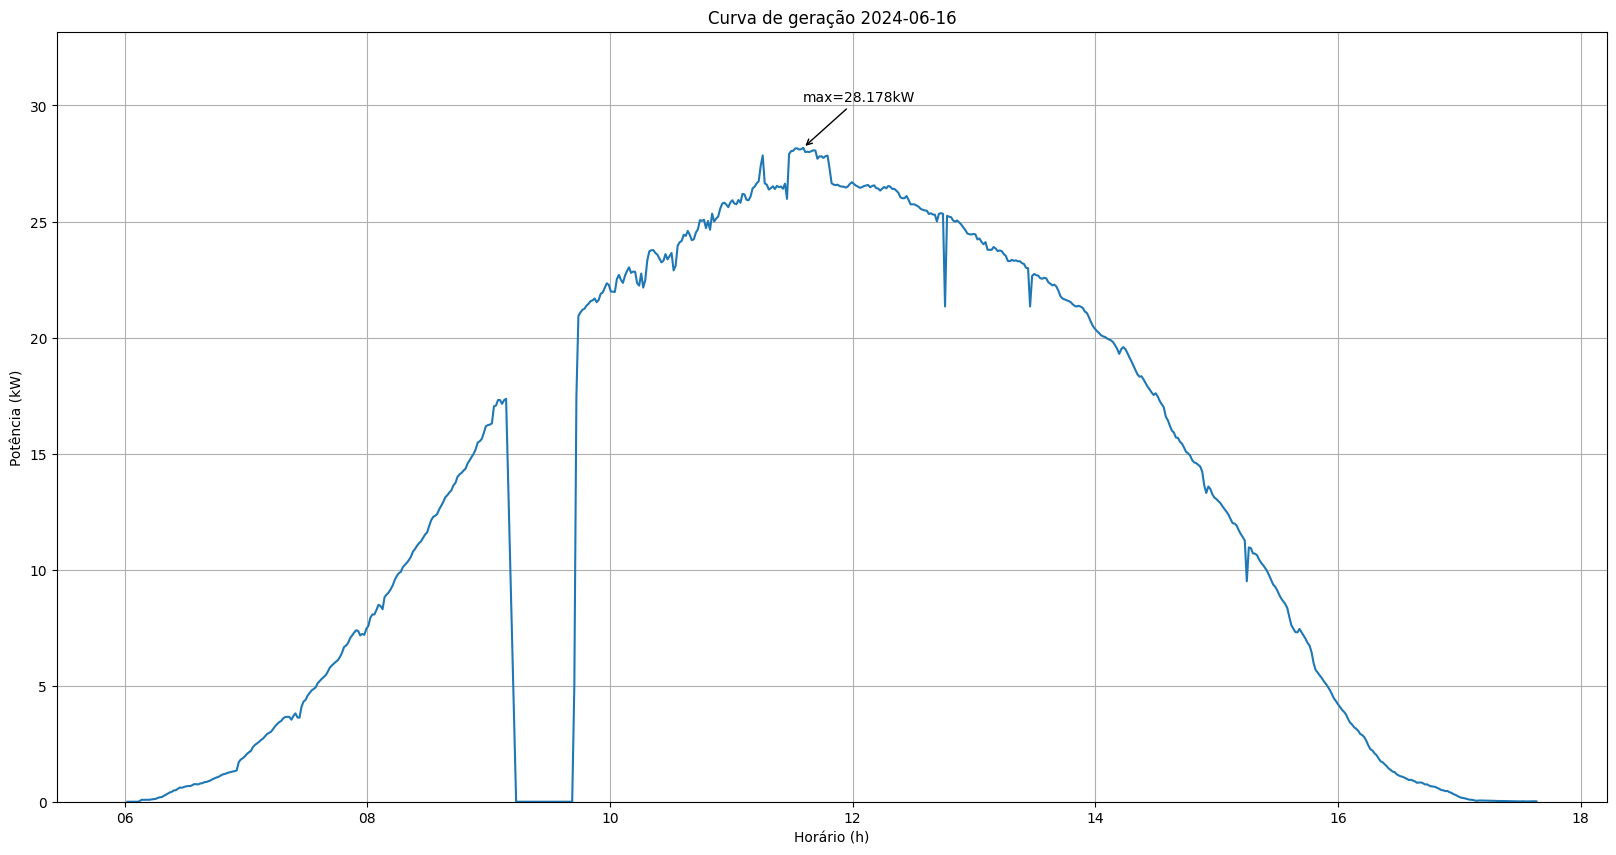 Curva de geração 2024-06-16
max=28.178kW
30
25
20
15
10
5
0
Potência (kW)
06 08 10 12 14 16 18
Horário (h)